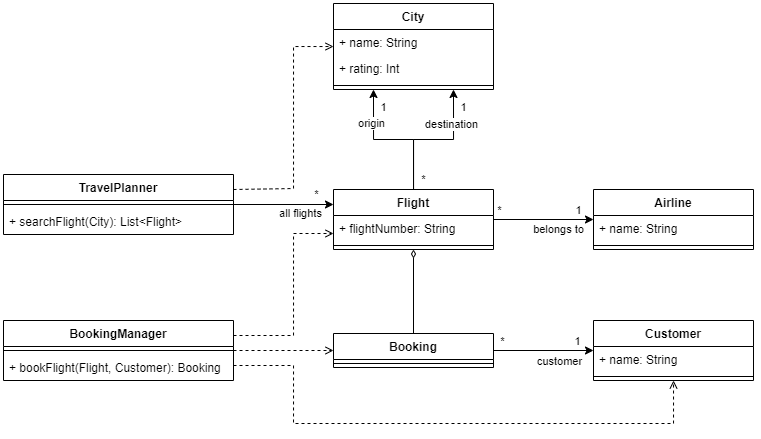 City
+ name: String
+ rating: Int
1
1
origin
destination
*
TravelPlanner
+ searchFlight(City): List<Flight>
*
all flights
Flight
+ flightNumber: String
*
1
belongs to
Airline
+ name: String
BookingManager
+ bookFlight(Flight, Customer): Booking
Booking
*
1
customer
Customer
+ name: String